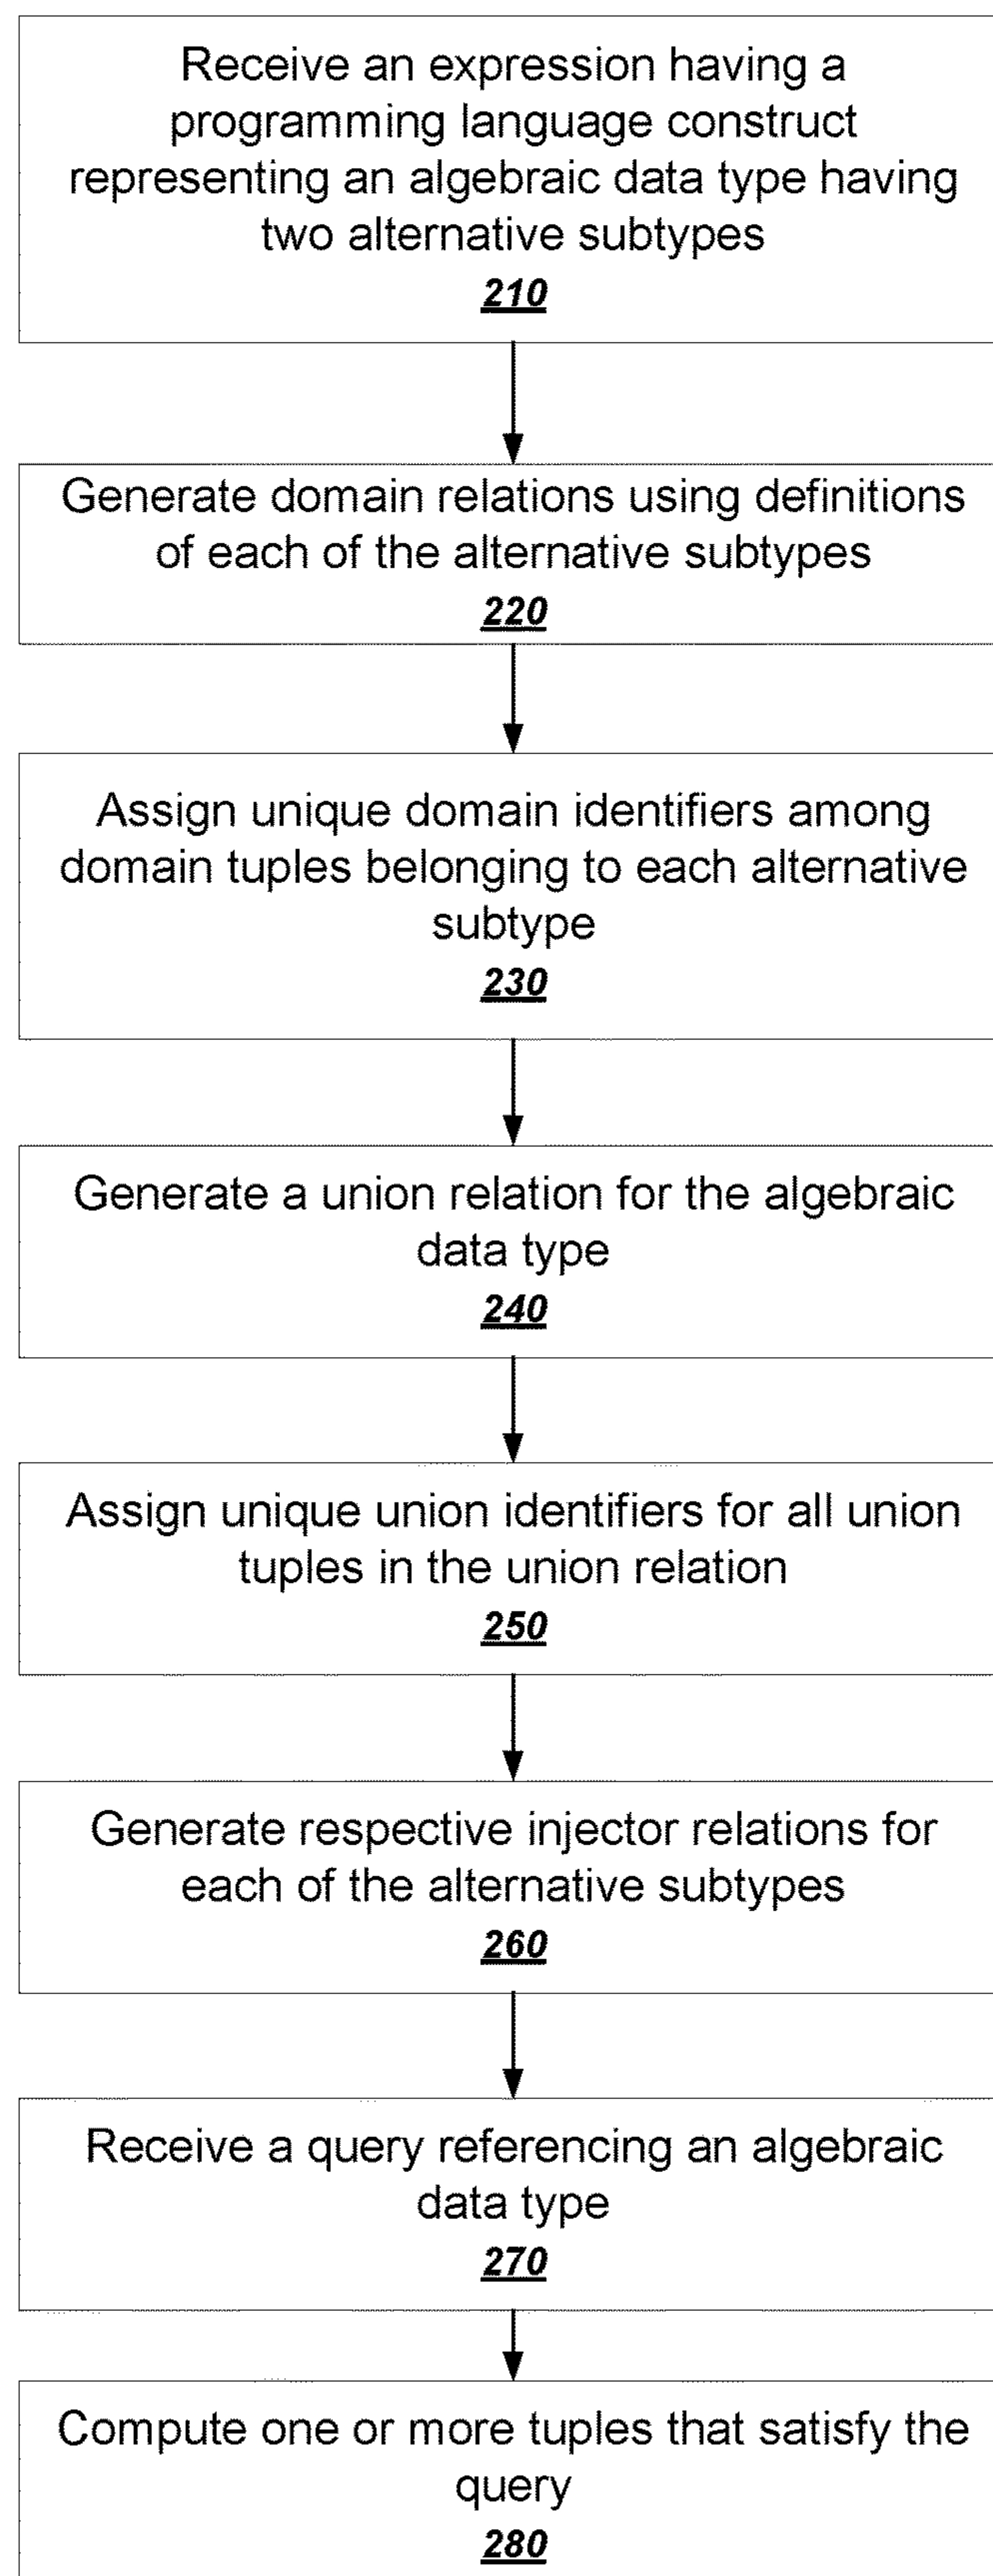 Receive an expression having a
programming language construct
representing an algebraic data type having
two alternative subtypes
210
Generate domain relations using definitions
of each of the alternative subtypes
220
Assign unique domain identifiers among
domain tuples belonging to each alternative
subtype
230
Generate a union relation for the algebraic
data type
240
Assign unique union identifiers for all union
tuples in the union relation
250
Generate respective injector relations for
each of the alternative subtypes
260
Receive a query referencing an algebraic
data type
270
Compute one or more tuples that satisfy the
query
280